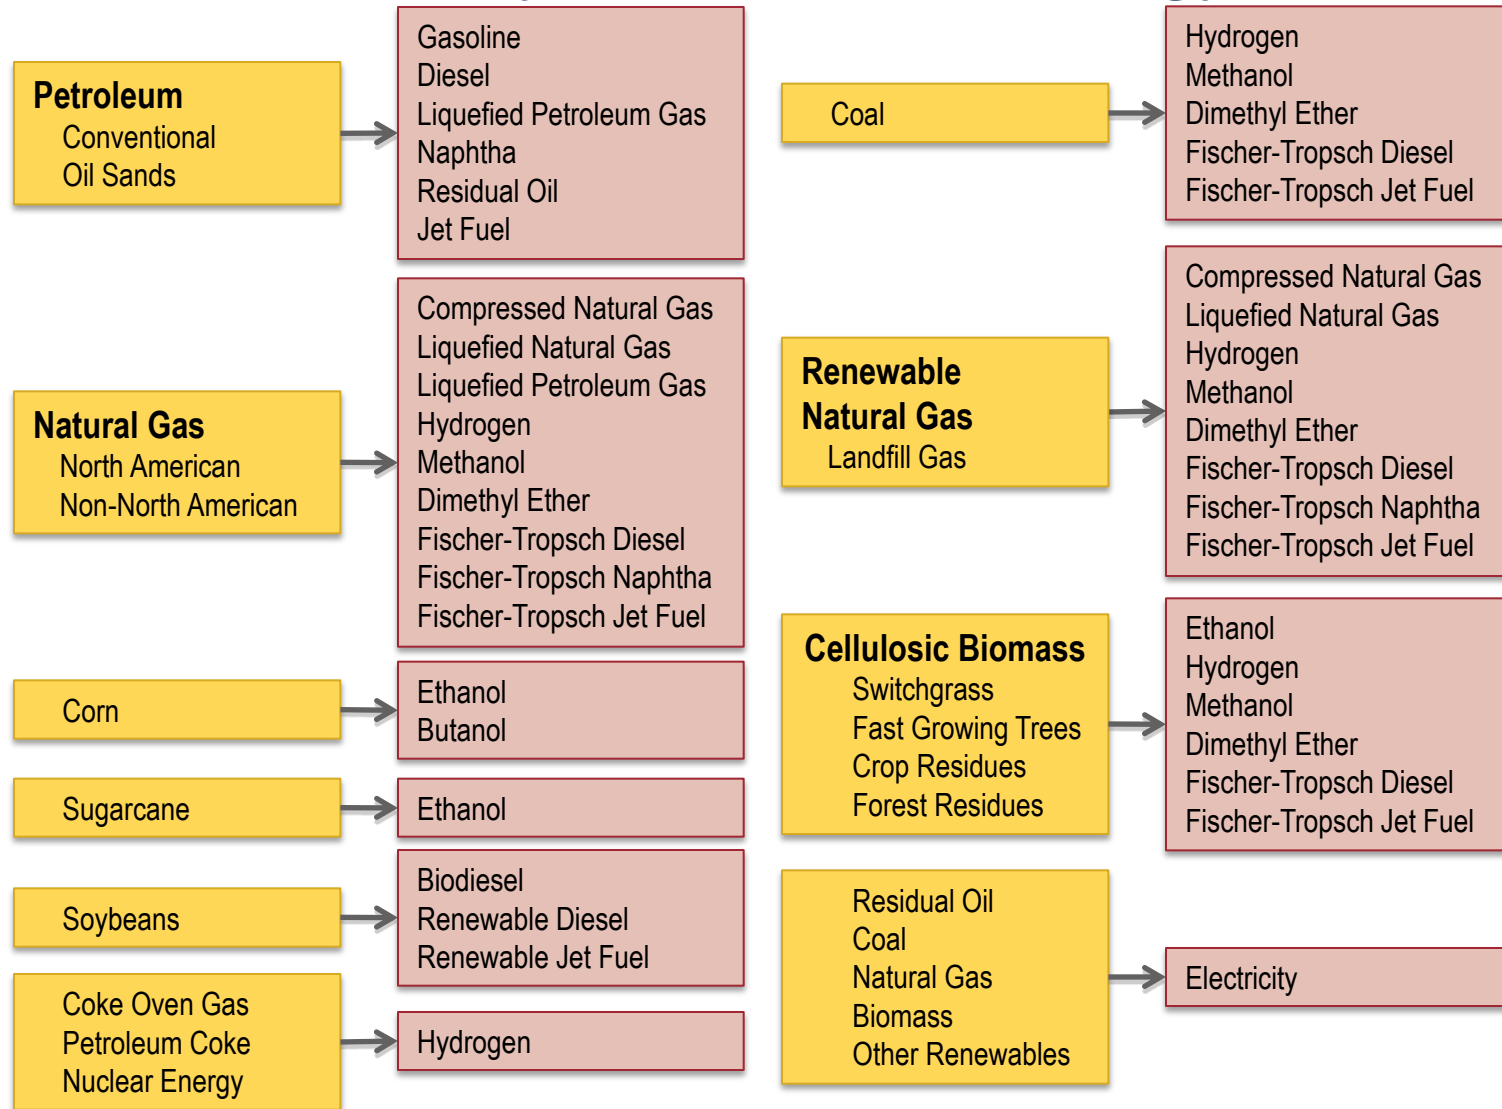 Petroleum
Conventional
Oil Sands
Gasoline
Diesel
Liquefied Petroleum Gas
Naphtha
Residual Oil
Jet Fuel
Natural Gas
North American
Non-North American
Compressed Natural Gas
Liquefied Natural Gas
Liquefied Petroleum Gas
Hydrogen
Methanol
Dimethyl Ether
Fischer-Tropsch Diesel
Fischer-Tropsch Naphtha
Fischer-Tropsch Jet Fuel
Corn
Ethanol
Butanol
Sugarcane
Ethanol
Soybeans
Biodiesel
Renewable Diesel
Renewable Jet Fuel
Coke Oven Gas
Petroleum Coke
Nuclear Energy
Hydrogen
Coal
Hydrogen
Methanol
Dimethyl Ether
Fischer-Tropsch Diesel
Fischer-Tropsch Jet Fuel
Renewable
Natural Gas
Landfill Gas
Compressed Natural Gas
Liquefied Natural Gas
Hydrogen
Methanol
Dimethyl Ether
Fischer-Tropsch Diesel
Fischer-Tropsch Naphtha
Fischer-Tropsch Jet Fuel
Cellulosic Biomass
Switchgrass
Fast Growing Trees
Crop Residues
Forest Residues
Ethanol
Hydrogen
Methanol
Dimethyl Ether
Fischer-Tropsch Diesel
Fischer-Tropsch Jet Fuel
Residual Oil
Coal
Natural Gas
Biomass
Other Renewables
Electricity